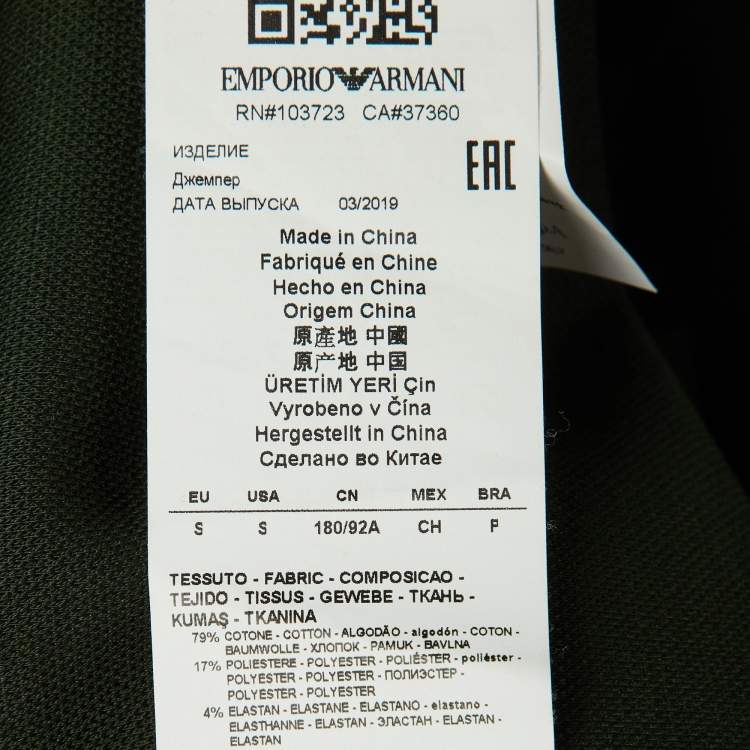 EMPORIO ARMANI
RN#103723 CA#37360
ИЗДЕЛИЕ
EAC
Джемпер
ДАТА ВЫПУСКА 03/2019
Made in China
Fabriqué en Chine
Hecho en China
Origem China
原產地 中國
原产地 中国
ÜRETİM YERİ Çin
Vyrobeno v Čína
Hergestellt in China
Сделано во Китае
EU USA CN MEX BRA
S S 180/92A CH P
TESSUTO - FABRIC - COMPOSICAO -
TEJIDO - TISSUS - GEWEBE - ТКАНЬ -
KUMAŞ - TKANINA
79% COTONE - COTTON - ALGODÃO - algodón - COTON -
BAUMWOLLE - ХЛОПОК - PAMUK - BAVLNA
17% POLIESTERE - POLYESTER - POLIÉSTER - poliéster -
POLYESTER - POLYESTER - ПОЛИЭСТЕР -
POLYESTER - POLYESTER
4% ELASTAN - ELASTANE - ELASTANO - elastano -
ELASTHANNE - ELASTAN - ЭЛАСТАН - ELASTAN -
ELASTAN